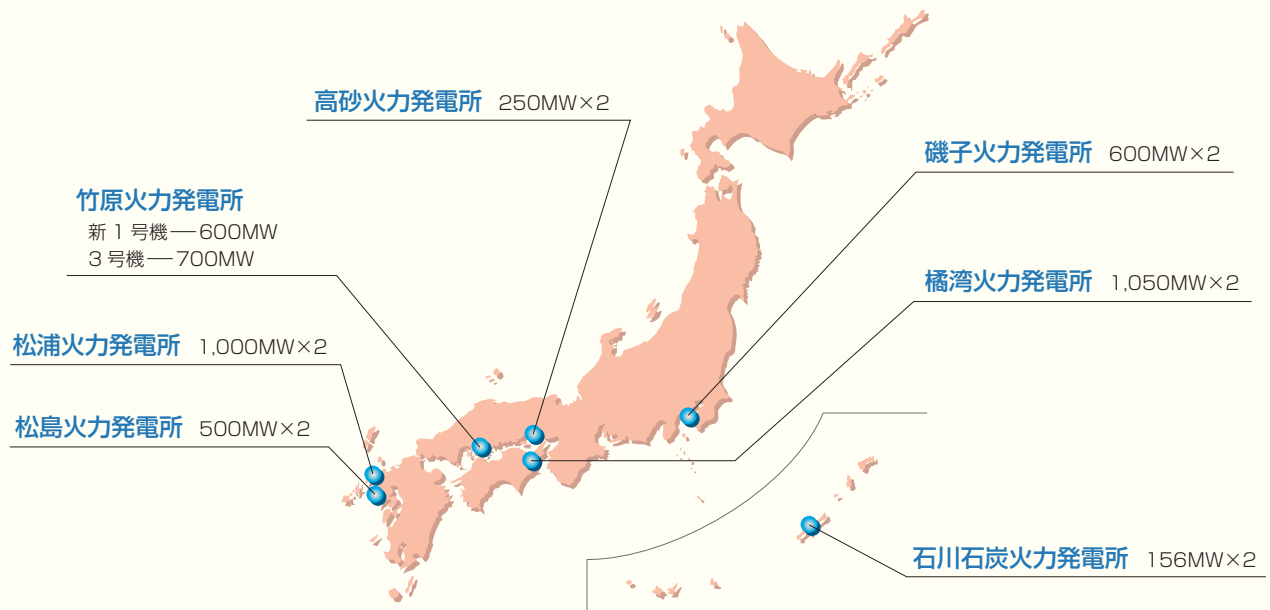 高砂火力発電所 250MW×2
磯子火力発電所 600MW×2
竹原火力発電所
新1号機―600MW
3号機―700MW
橘湾火力発電所 1,050MW×2
松浦火力発電所 1,000MW×2
松島火力発電所 500MW×2
石川石炭火力発電所 156MW×2